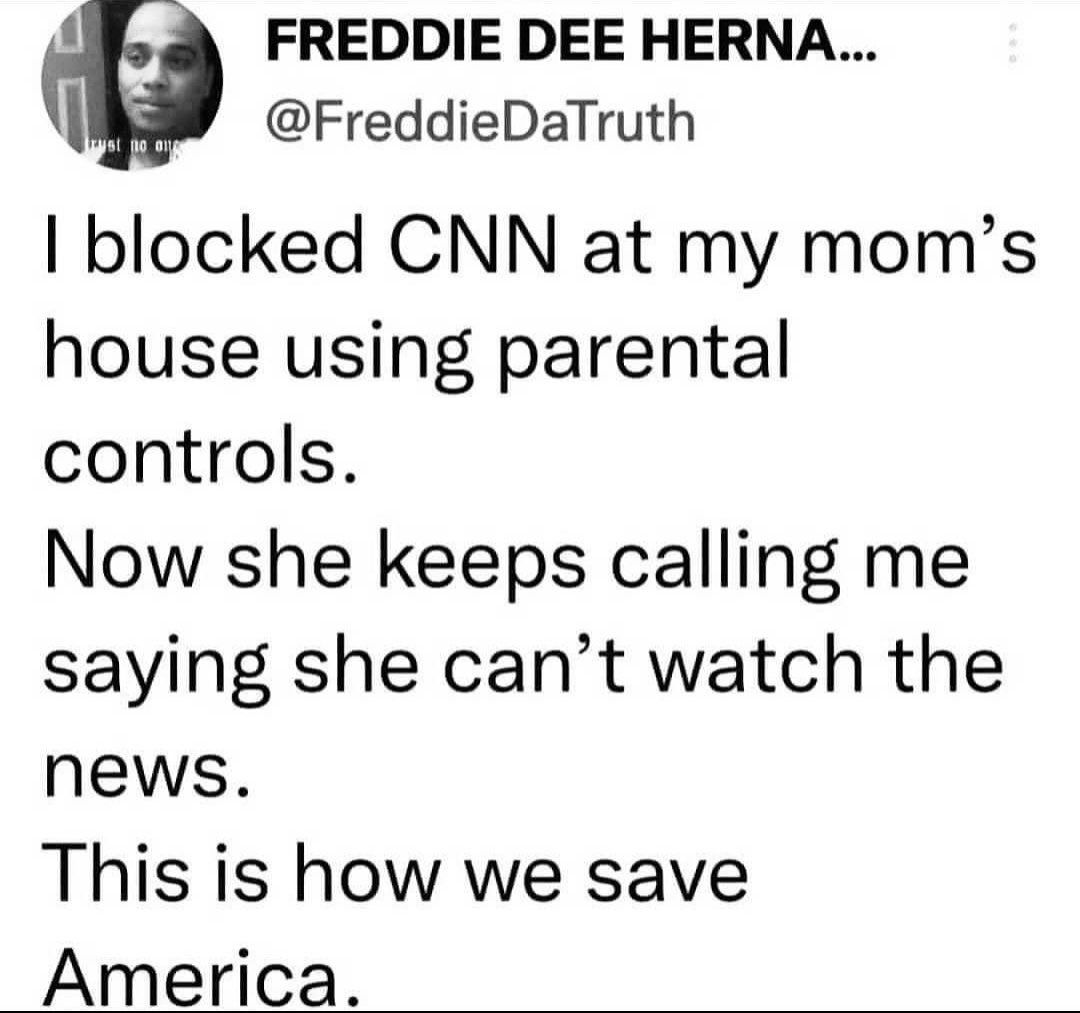 FREDDIE DEE HERNA...
@FreddieDaTruth
trust no one
I blocked CNN at my mom’s
house using parental
controls.
Now she keeps calling me
saying she can’t watch the
news.
This is how we save
America.